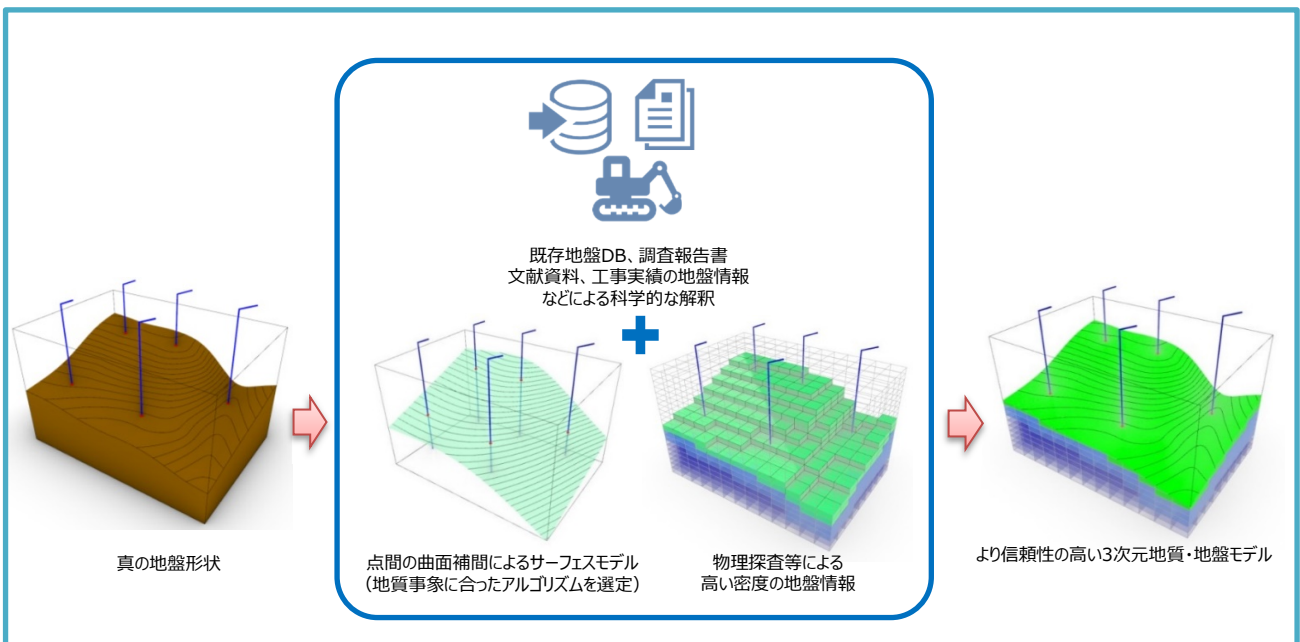 既存地盤DB、調査報告書
文献資料、工事実績の地盤情報
などによる科学的な解釈
真の地盤形状
点間の曲面補間によるサーフェスモデル
（地質事象に合ったアルゴリズムを選定）
物理探査等による
高い密度の地盤情報
より信頼性の高い3次元地質・地盤モデル